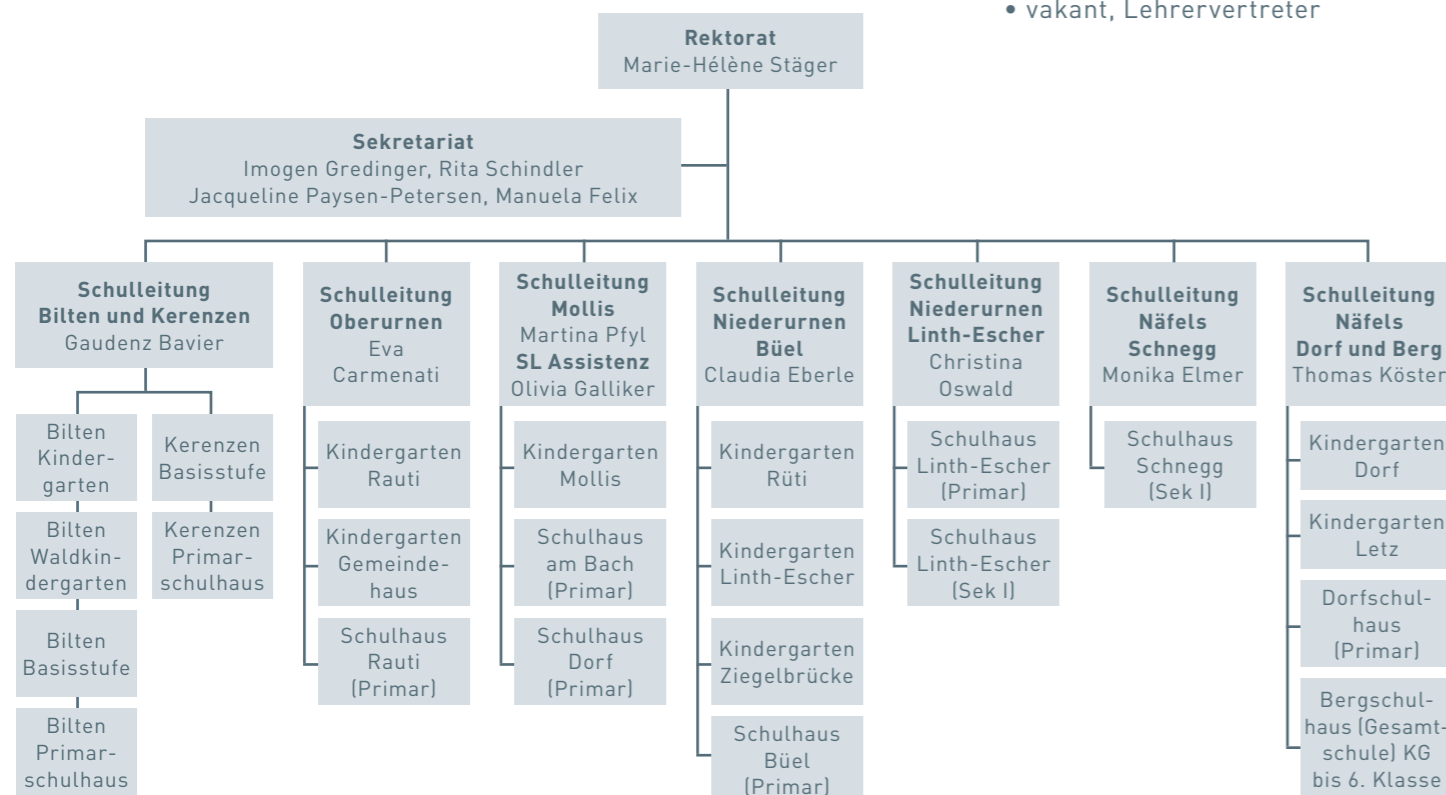 • vakant, Lehrervertreter
Rektorat
Marie-Hélène Stäger
Sekretariat
Imogen Gredinger, Rita Schindler
Jacqueline Paysen-Petersen, Manuela Felix
Schulleitung
Bilten und Kerenzen
Gaudenz Bavier
Bilten
Kinder-
garten
Bilten
Waldkin-
dergarten
Bilten
Basisstufe
Bilten
Primar-
schulhaus
Kerenzen
Basisstufe
Kerenzen
Primar-
schulhaus
Schulleitung
Oberurnen
Eva
Carmenati
Kindergarten
Rauti
Kindergarten
Gemeinde-
haus
Schulhaus
Rauti
(Primar)
Schulleitung
Mollis
Martina Pfyl
SL Assistenz
Olivia Galliker
Kindergarten
Mollis
Schulhaus
am Bach
(Primar)
Schulhaus
Dorf
(Primar)
Schulleitung
Niederurnen
Büel
Claudia Eberle
Kindergarten
Rüti
Kindergarten
Linth-Escher
Kindergarten
Ziegelbrücke
Schulhaus
Büel
(Primar)
Schulleitung
Niederurnen
Linth-Escher
Christina
Oswald
Schulhaus
Linth-Escher
(Primar)
Schulhaus
Linth-Escher
(Sek I)
Schulleitung
Näfels
Schnegg
Monika Elmer
Schulhaus
Schnegg
(Sek I)
Schulleitung
Näfels
Dorf und Berg
Thomas Köster
Kindergarten
Dorf
Kindergarten
Letz
Dorfschul-
haus
(Primar)
Bergschul-
haus (Gesamt-
schule) KG
bis 6. Klasse